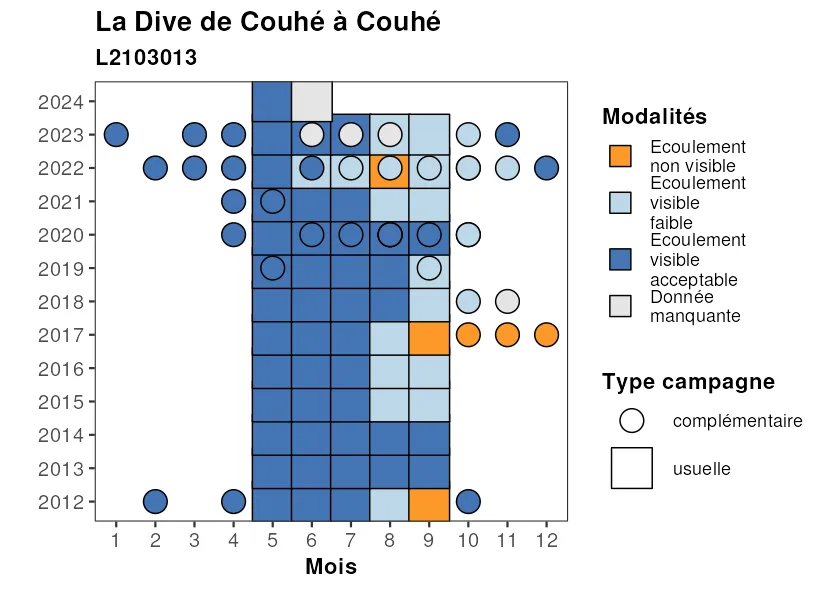 La Dive de Couhé à Couhé
L2103013
2024
2023
2022
2021
2020
2019
2018
2017
2016
2015
2014
2013
2012
1 2 3 4 5 6 7 8 9 10 11 12
Mois
Modalités
Ecoulement
non visible
Ecoulement
visible
faible
Ecoulement
visible
acceptable
Donnée
manquante
Type campagne
complémentaire
usuelle